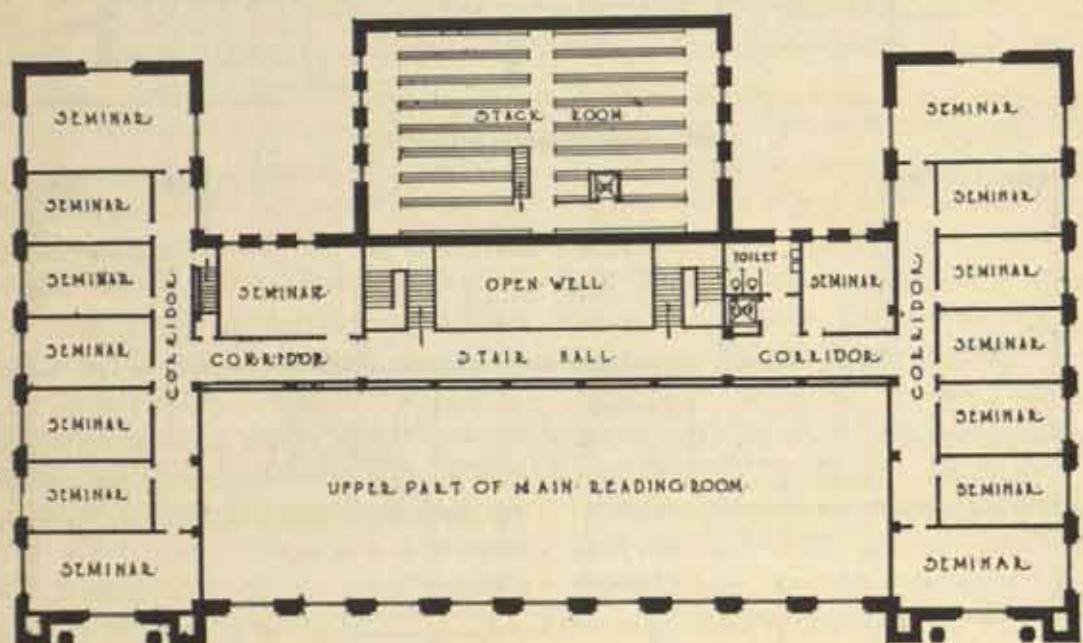 SEMINAR
SEMINAR
STACK ROOM
SEMINAR
SEMINAR
SEMINAR
TOILET
SEMINAR
SEMINAR
OPEN WELL
SEMINAR
SEMINAR
CORRIDOR
CORRIDOR
SEMINAR
CORRIDOR
STAIR HALL
CORRIDOR
SEMINAR
SEMINAR
SEMINAR
SEMINAR
UPPER PART OF MAIN READING ROOM
SEMINAR
SEMINAR
SEMINAR